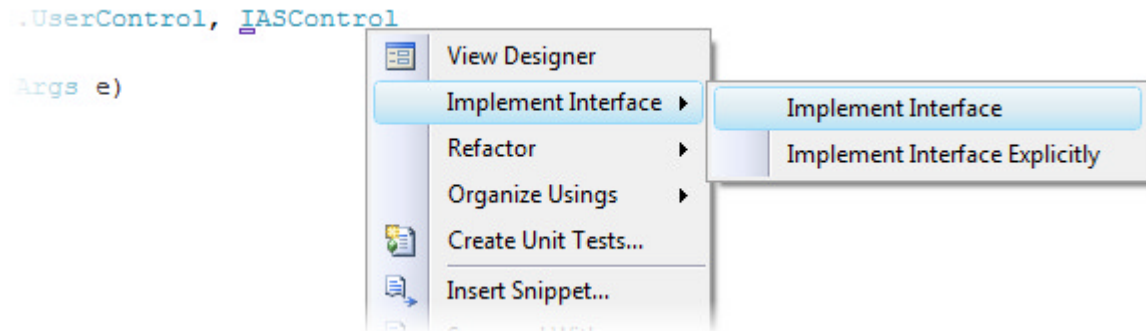 .UserControl, IASControl
Args e)
View Designer
Implement Interface
Implement Interface
Implement Interface Explicitly
Refactor
Organize Usings
Create Unit Tests...
Insert Snippet...